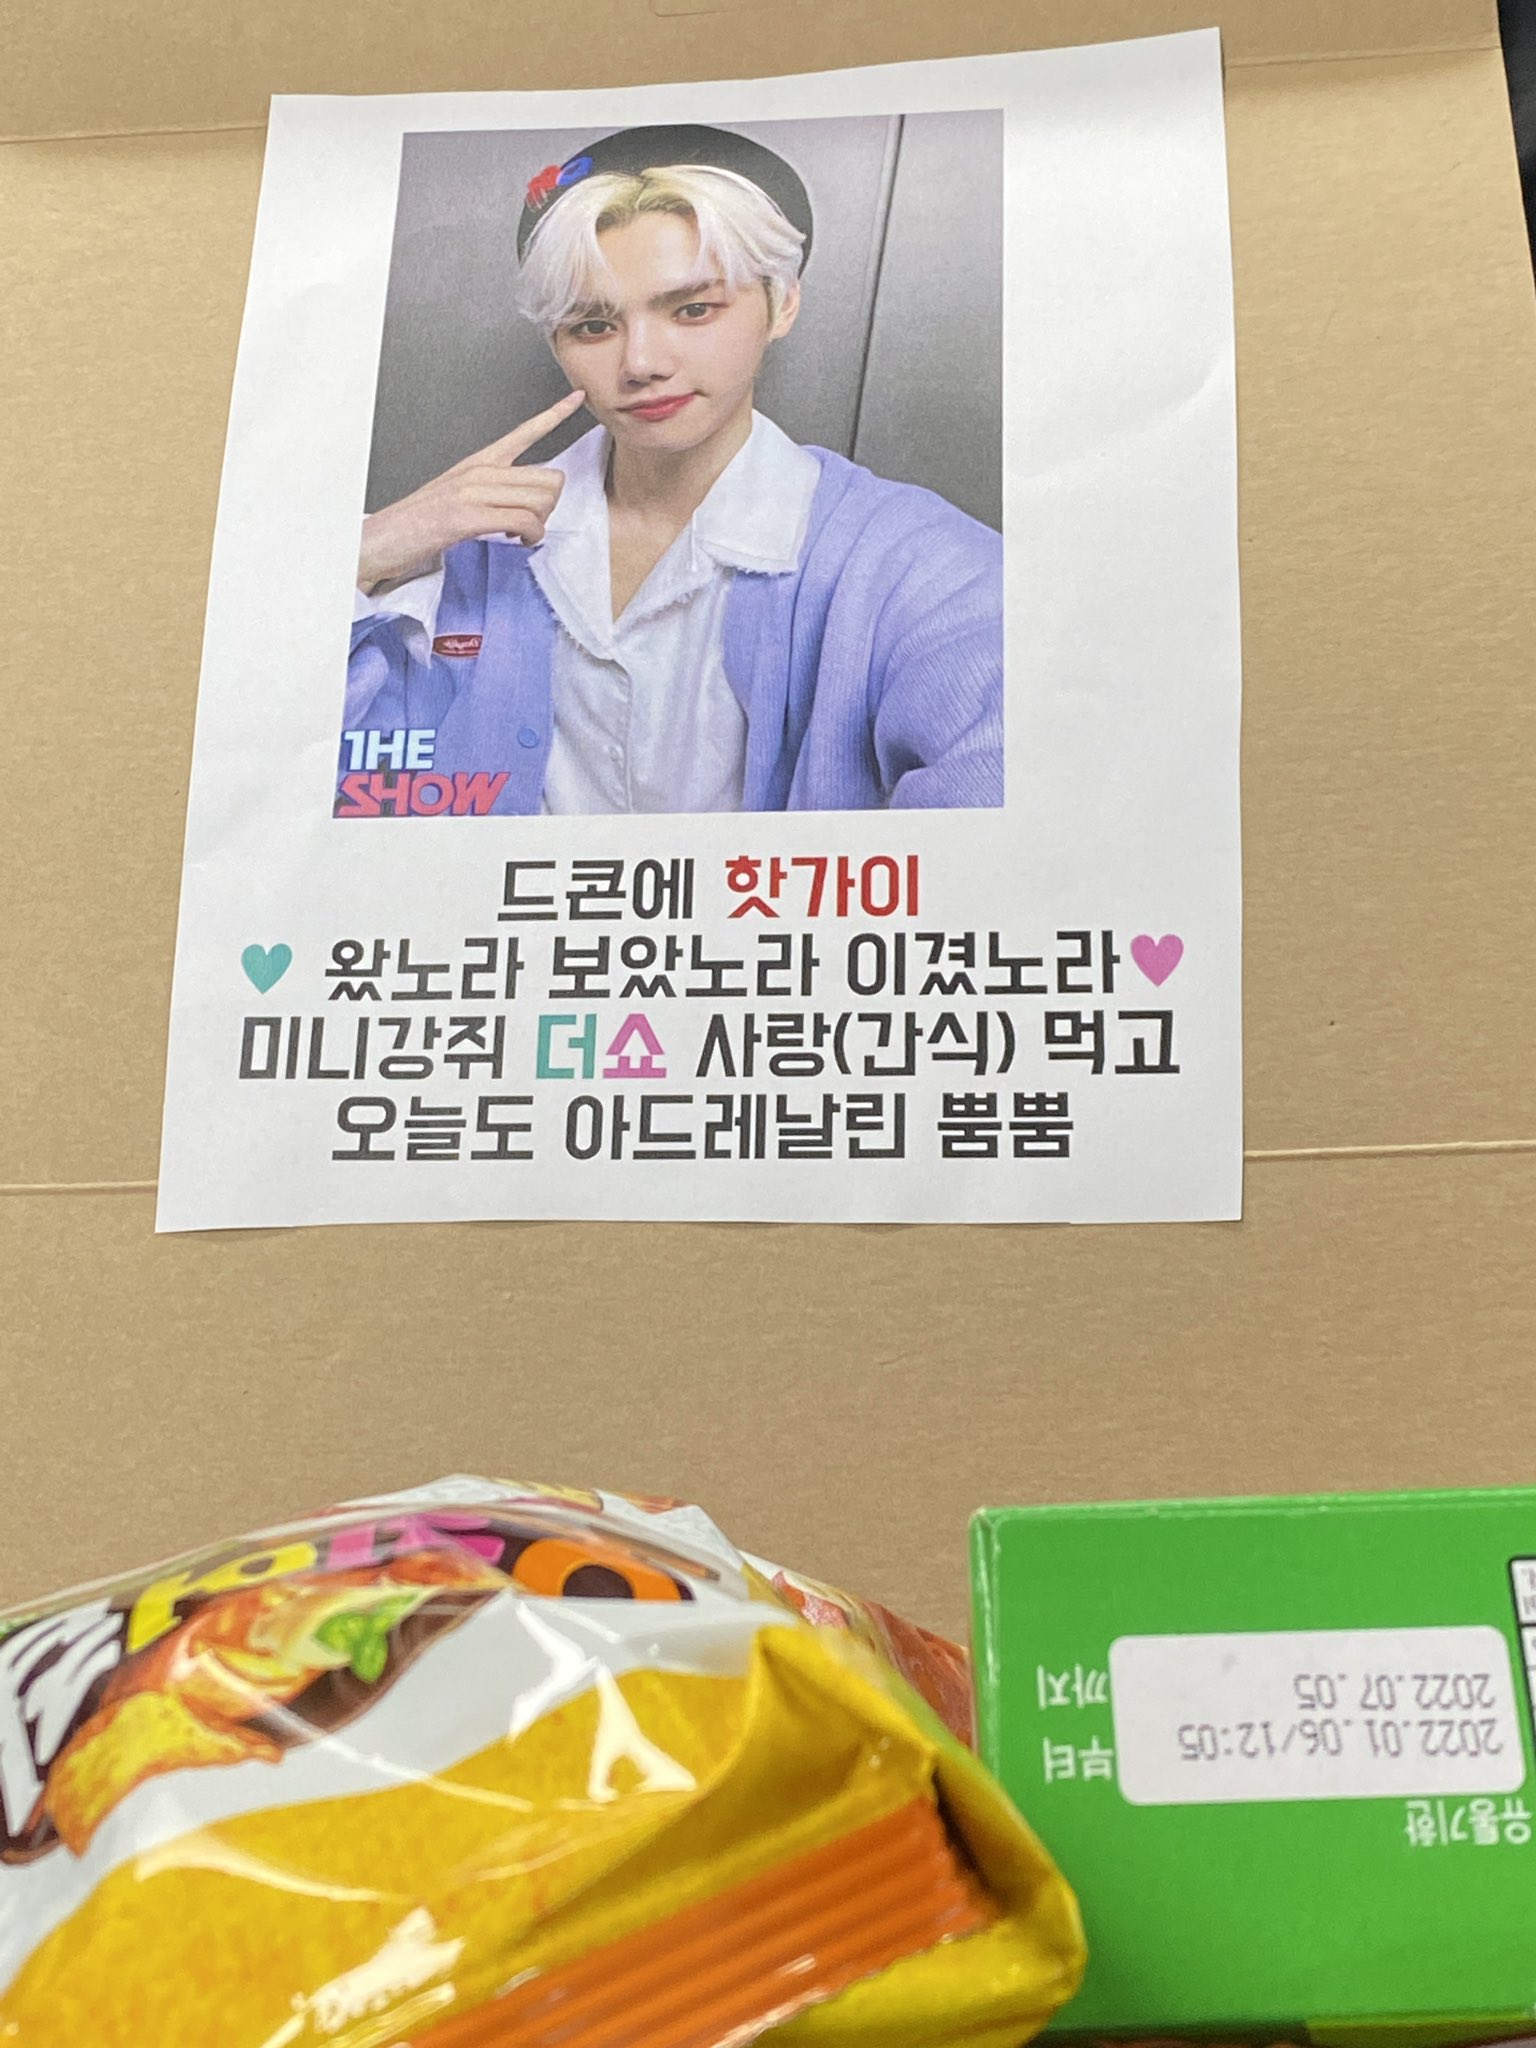 THE
SHOW
드콘에 핫가이
♥ 왔노라 보았노라 이겼노라♥
미니강쥐 더쇼 사랑(간식) 먹고
오늘도 아드레날린 뿜뿜
유통기한
2022.01.06/12:05 부터
2022.07.05 까지